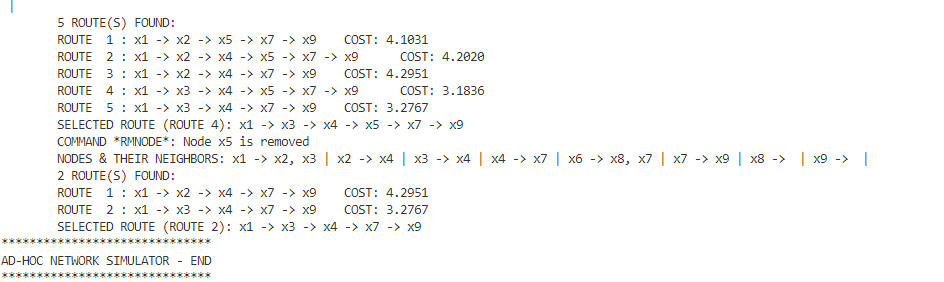 |
5 ROUTE(S) FOUND:
ROUTE  1 : x1 -> x2 -> x5 -> x7 -> x9    COST: 4.1031
ROUTE  2 : x1 -> x2 -> x4 -> x5 -> x7 -> x9      COST: 4.2020
ROUTE  3 : x1 -> x2 -> x4 -> x7 -> x9    COST: 4.2951
ROUTE  4 : x1 -> x3 -> x4 -> x5 -> x7 -> x9      COST: 3.1836
ROUTE  5 : x1 -> x3 -> x4 -> x7 -> x9    COST: 3.2767
SELECTED ROUTE (ROUTE 4): x1 -> x3 -> x4 -> x5 -> x7 -> x9
COMMAND *RMNODE*: Node x5 is removed
NODES & THEIR NEIGHBORS: x1 -> x2, x3 | x2 -> x4 | x3 -> x4 | x4 -> x7 | x6 -> x8, x7 | x7 -> x9 | x8 ->  | x9 ->  |
2 ROUTE(S) FOUND:
ROUTE  1 : x1 -> x2 -> x4 -> x7 -> x9    COST: 4.2951
ROUTE  2 : x1 -> x3 -> x4 -> x7 -> x9    COST: 3.2767
SELECTED ROUTE (ROUTE 2): x1 -> x3 -> x4 -> x7 -> x9
******************************
AD-HOC NETWORK SIMULATOR - END
******************************